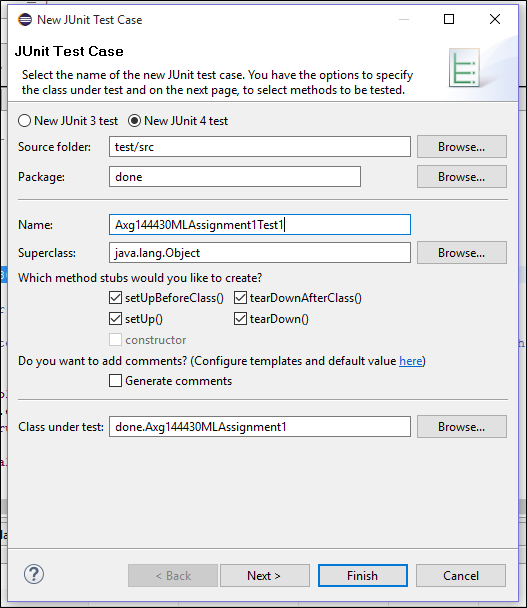 New JUnit Test Case
JUnit Test Case
Select the name of the new JUnit test case. You have the options to specify
the class under test and on the next page, to select methods to be tested.
New JUnit 3 test New JUnit 4 test
Source folder: test/src Browse...
Package: done Browse...
Name: Axg144430MLAssignment1Test1
Superclass: java.lang.Object Browse...
Which method stubs would you like to create?
setUpBeforeClass() tearDownAfterClass()
setUp() tearDown()
constructor
Do you want to add comments? (Configure templates and default value here)
Generate comments
Class under test: done.Axg144430MLAssignment1 Browse...
? < Back Next > Finish Cancel